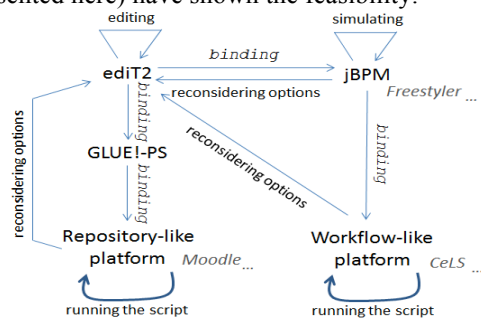 sented here) have shown the feasibility.
editing
simulating
binding
ediT2
jBPM
reconsidering options
Freestyler ...
binding
GLUE!-PS
binding
binding
reconsidering options
reconsidering options
Repository-like
platform
Moodle ...
Workflow-like
platform
CeLS ...
running the script
running the script